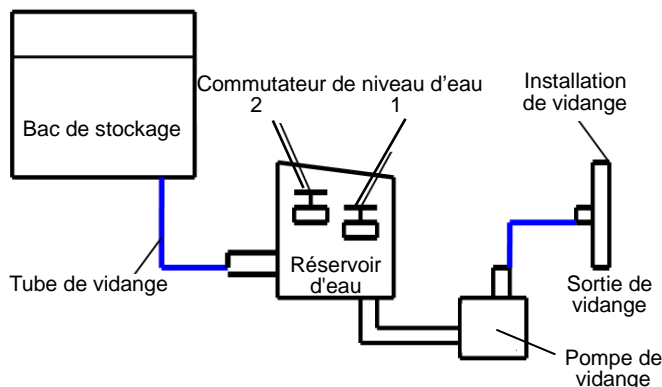 Commutateur de niveau d'eau
2 1
Installation
de vidange
Bac de stockage
Tube de vidange
Réservoir
d'eau
Sortie de
vidange
Pompe de
vidange